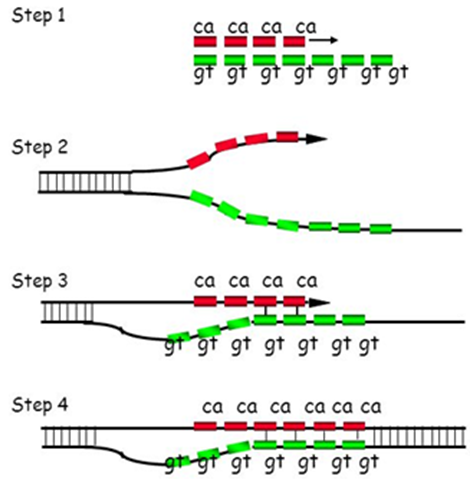 Step 1
ca ca ca ca
gt gt gt gt gt gt gt
Step 2
Step 3
ca ca ca ca
gt gt gt gt gt gt
Step 4
ca ca ca ca ca ca
gt gt gt gt gt gt